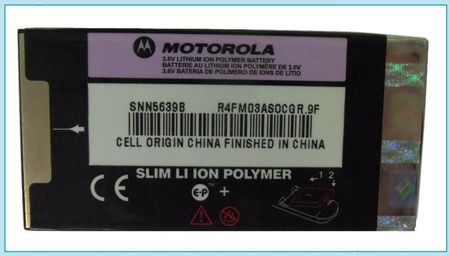 MOTOROLA
3.6V LITHIUM ION POLYMER BATTERY
BATTERIE AU LITHIUM ION POLYMÈRE DE 3.6V
3.6V BATERIA DE POLÍMERO DE IONS DE LITIO
SNN5639B R4FM03ASOCGR.9F
CELL ORIGIN CHINA FINISHED IN CHINA
SLIM LI ION POLYMER
CE E·P + 1 2